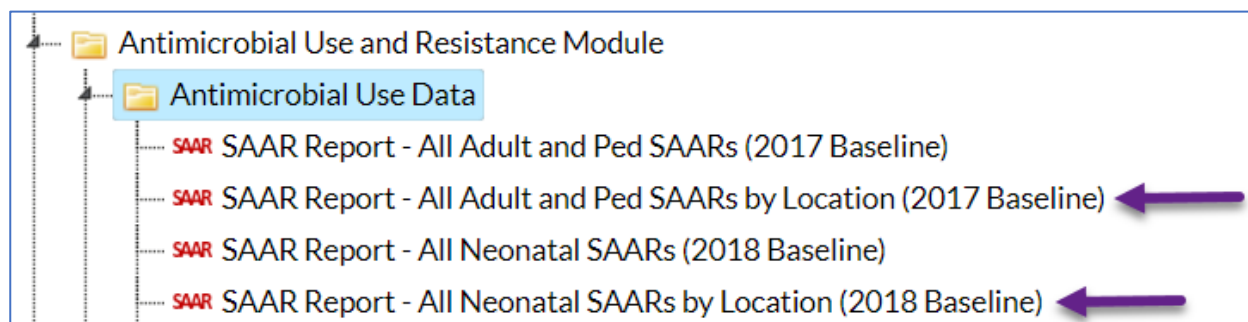 Antimicrobial Use and Resistance Module
Antimicrobial Use Data
SAAR SAAR Report - All Adult and Ped SAARs (2017 Baseline)
SAAR SAAR Report - All Adult and Ped SAARs by Location (2017 Baseline)
SAAR SAAR Report - All Neonatal SAARs (2018 Baseline)
SAAR SAAR Report - All Neonatal SAARs by Location (2018 Baseline)